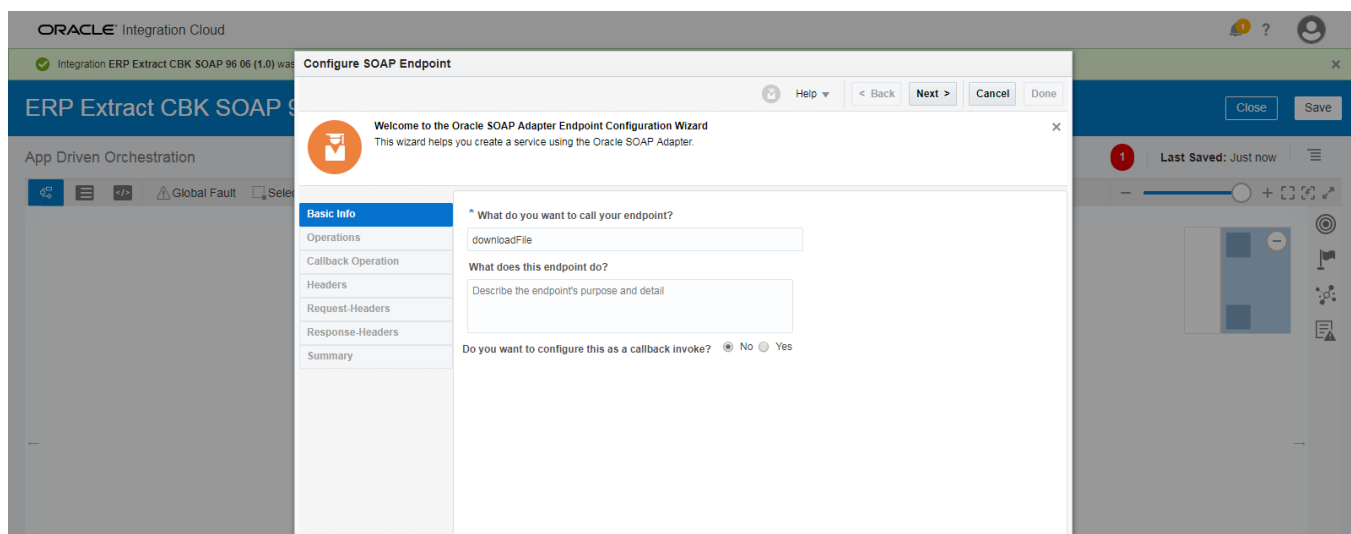 ORACLE Integration Cloud
1 ?
Integration ERP Extract CBK SOAP 96 06 (1.0) was
ERP Extract CBK SOAP 9
Close Save
App Driven Orchestration
1 Last Saved: Just now
</> Global Fault Selec
Configure SOAP Endpoint
Help < Back Next > Cancel Done
Welcome to the Oracle SOAP Adapter Endpoint Configuration Wizard
This wizard helps you create a service using the Oracle SOAP Adapter.
Basic Info
Operations
Callback Operation
Headers
Request-Headers
Response-Headers
Summary
* What do you want to call your endpoint?
downloadFile
What does this endpoint do?
Describe the endpoint's purpose and detail
Do you want to configure this as a callback invoke? No Yes